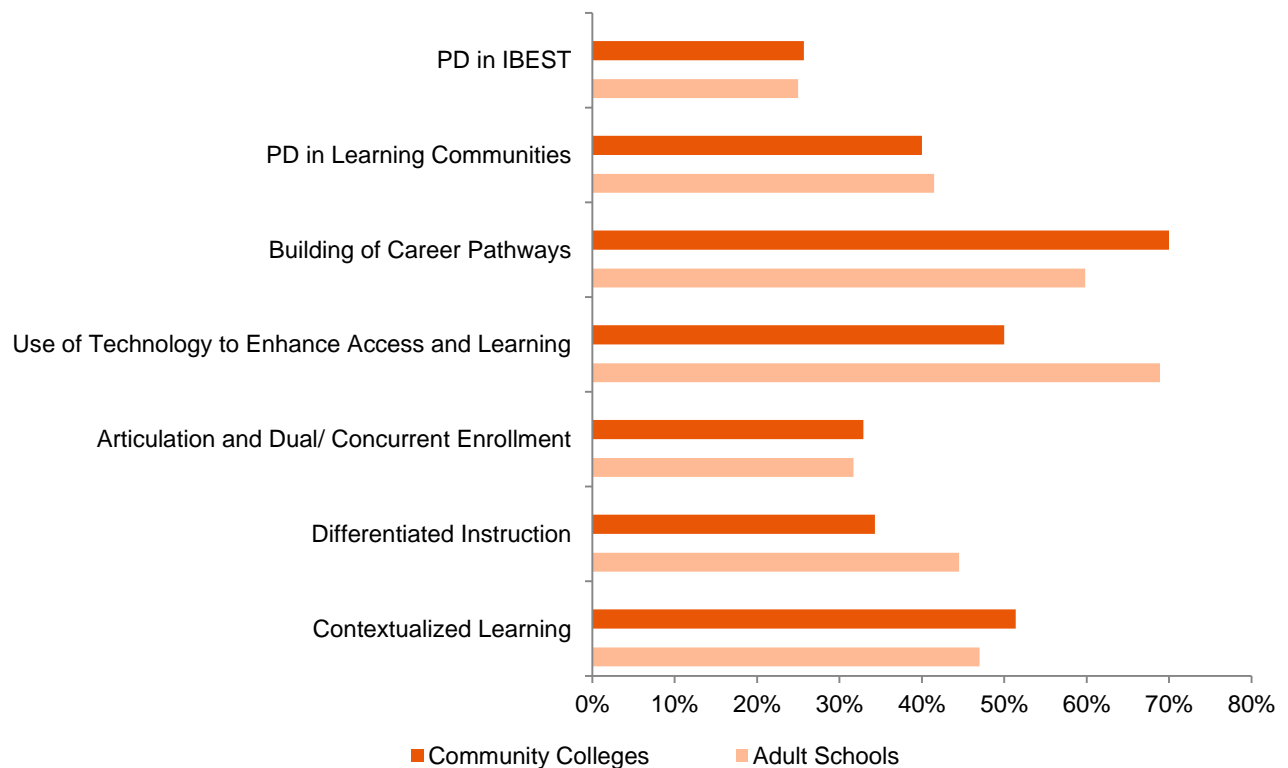 PD in IBEST
PD in Learning Communities
Building of Career Pathways
Use of Technology to Enhance Access and Learning
Articulation and Dual/ Concurrent Enrollment
Differentiated Instruction
Contextualized Learning
0% 10% 20% 30% 40% 50% 60% 70% 80%
Community Colleges Adult Schools